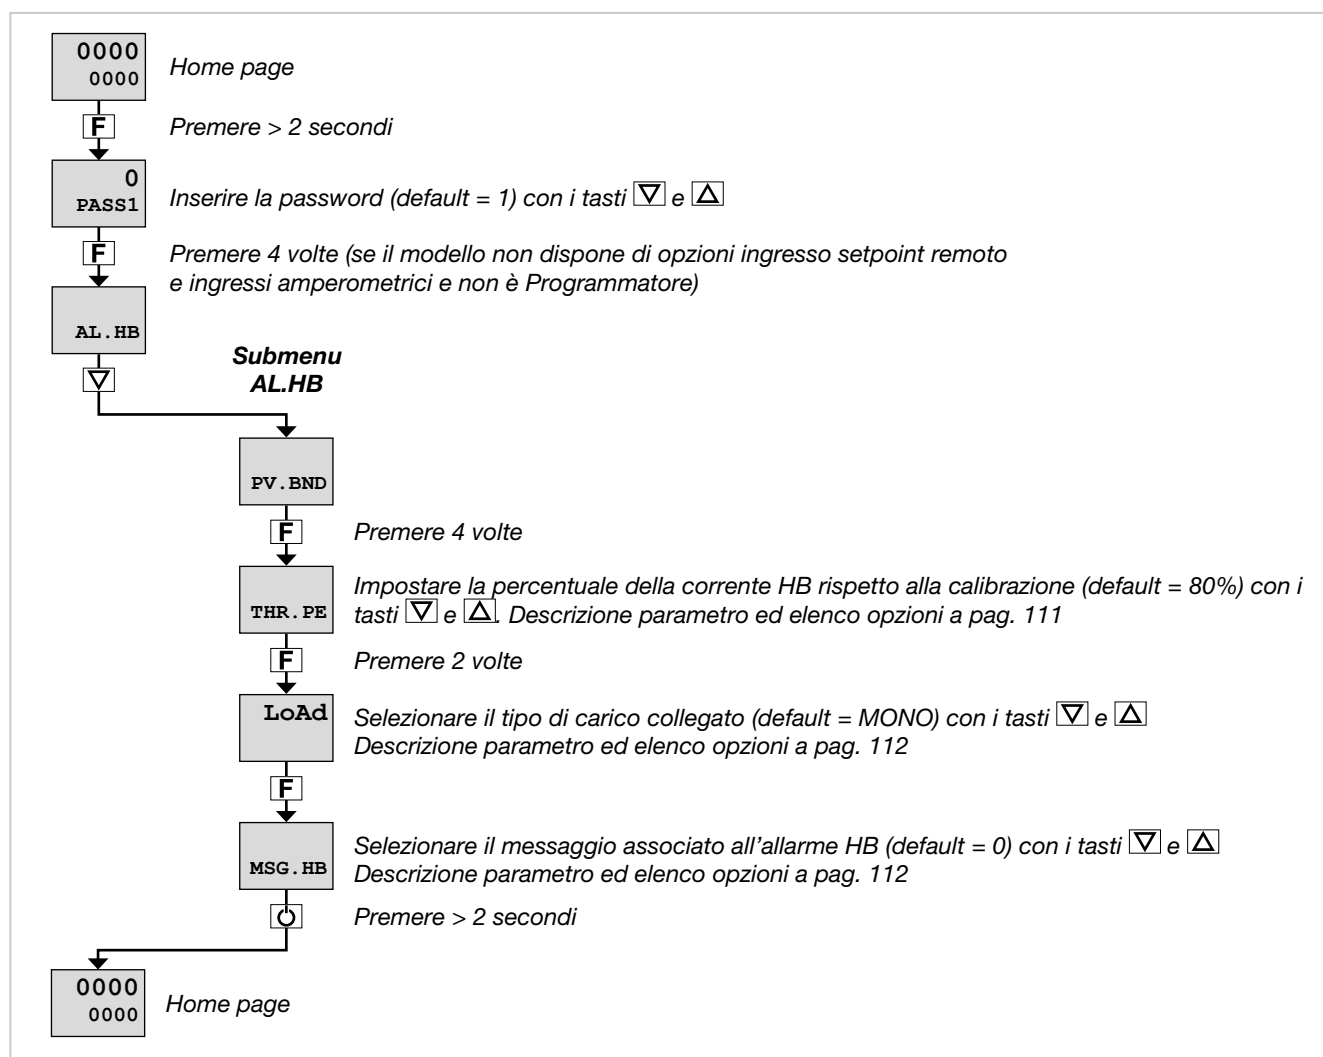 0000
0000
Home page
F
Premere > 2 secondi
0
PASS1
Inserire la password (default = 1) con i tasti e
F
Premere 4 volte (se il modello non dispone di opzioni ingresso setpoint remoto
e ingressi amperometrici e non è Programmatore)
AL.HB
Submenu
AL.HB
PV.BND
F
Premere 4 volte
THR.PE
Impostare la percentuale della corrente HB rispetto alla calibrazione (default = 80%) con i
tasti e . Descrizione parametro ed elenco opzioni a pag. 111
F
Premere 2 volte
LoAd
Selezionare il tipo di carico collegato (default = MONO) con i tasti e
Descrizione parametro ed elenco opzioni a pag. 112
F
MSG.HB
Selezionare il messaggio associato all'allarme HB (default = 0) con i tasti e
Descrizione parametro ed elenco opzioni a pag. 112
Premere > 2 secondi
0000
0000
Home page